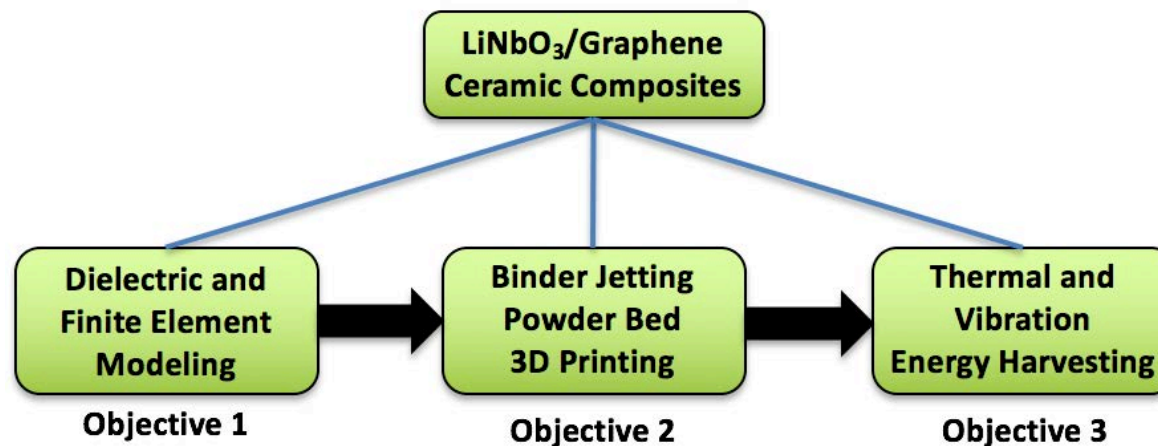 LiNbO₃/Graphene
Ceramic Composites
Dielectric and
Finite Element
Modeling
Binder Jetting
Powder Bed
3D Printing
Thermal and
Vibration
Energy Harvesting
Objective 1
Objective 2
Objective 3